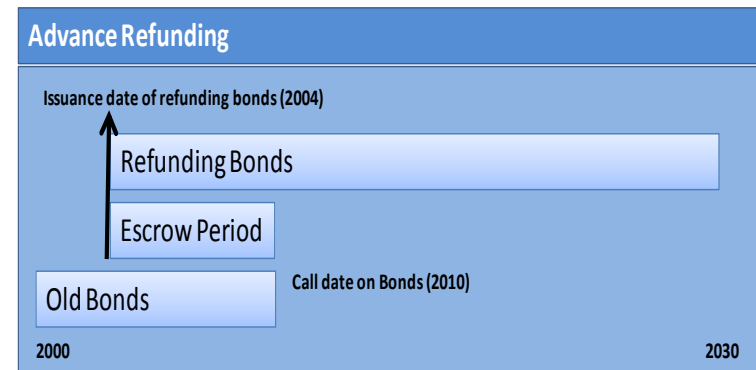 Advance Refunding
Issuance date of refunding bonds (2004)
Refunding Bonds
Escrow Period
Old Bonds
Call date on Bonds (2010)
2000
2030